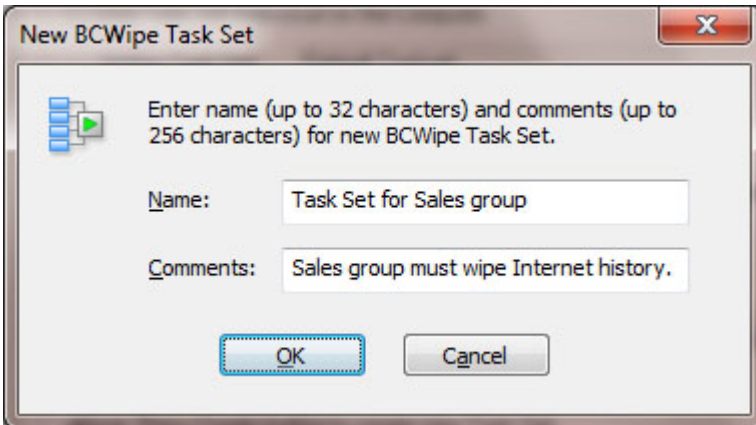 New BCWipe Task Set
Enter name (up to 32 characters) and comments (up to
256 characters) for new BCWipe Task Set.
Name: Task Set for Sales group
Comments: Sales group must wipe Internet history.
OK Cancel